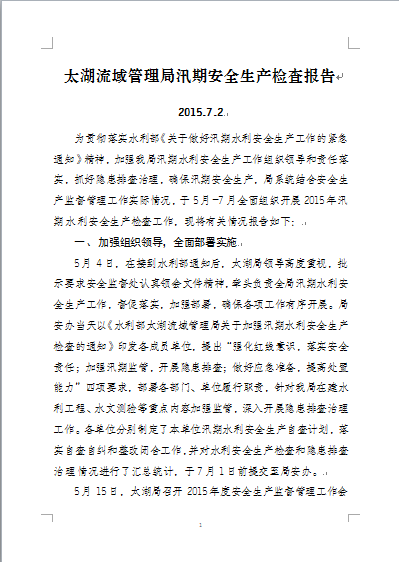 太湖流域管理局汛期安全生产检查报告
2015.7.2
为贯彻落实水利部《关于做好汛期水利安全生产工作的紧急
通知》精神，加强我局汛期水利安全生产工作组织领导和责任落
实，抓好隐患排查治理，确保汛期安全生产，局系统结合安全生
产监督管理工作实际情况，于 5 月-7 月全面组织开展 2015 年汛
期水利安全生产检查工作，现将有关情况报告如下：
一、加强组织领导，全面部署实施
5 月 4 日，在接到水利部通知后，太湖局领导高度重视，批
示要求安全监督处认真领会文件精神，牵头负责全局汛期水利安
全生产工作，督促落实，加强部署，确保各项工作有序开展。局
安办当天以《水利部太湖流域管理局关于加强汛期水利安全生产
检查的通知》印发各成员单位，提出“强化红线意识，落实安全
责任；加强汛期监管，开展隐患排查；做好应急准备，提高处置
能力”四项要求，部署各部门、单位履行职责，针对我局在建水
利工程、水文测验等重点内容加强监管，深入开展隐患排查治理
工作。各单位分别制定了本单位汛期水利安全生产自查计划，落
实自查自纠和整改闭合工作，并对水利安全生产检查和隐患排查
治理情况进行了汇总统计，于 7 月 1 日前提交至局安办。
5 月 15 日，太湖局召开 2015 年度安全生产监督管理工作会
1